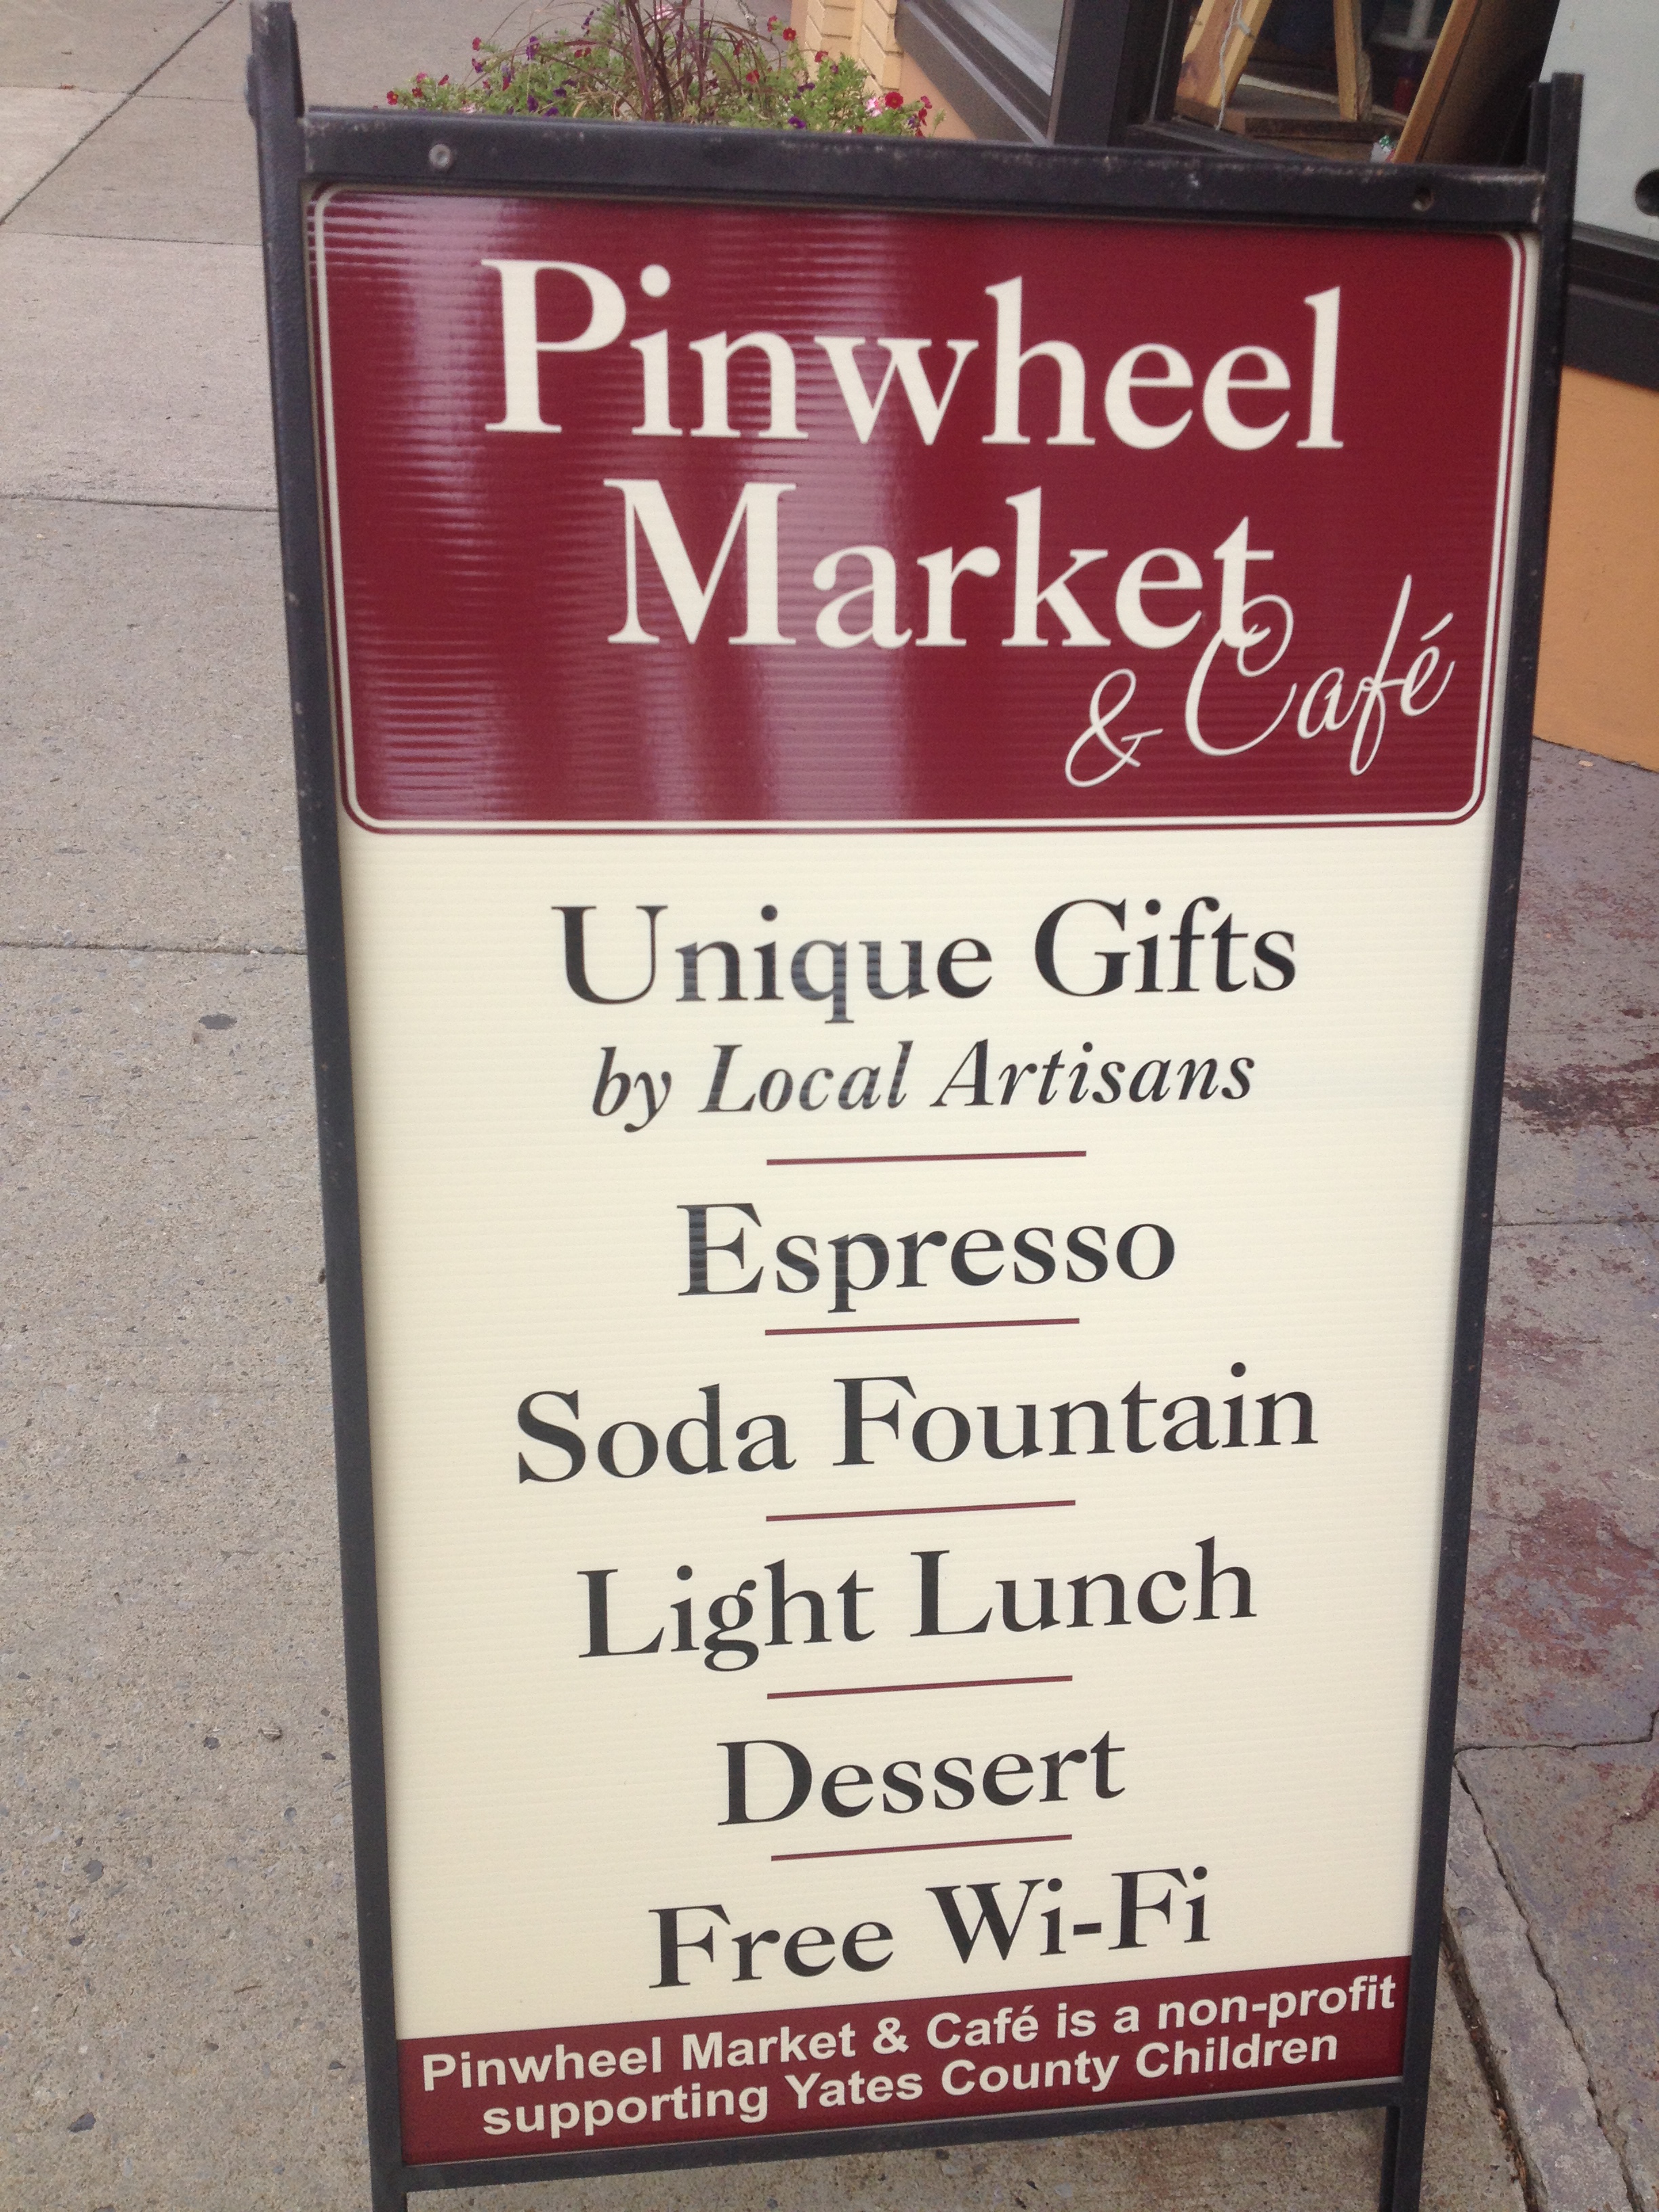 Pinwheel
Market
& Café
Unique Gifts
by Local Artisans
Espresso
Soda Fountain
Light Lunch
Dessert
Free Wi-Fi
Pinwheel Market & Café is a non-profit
supporting Yates County Children